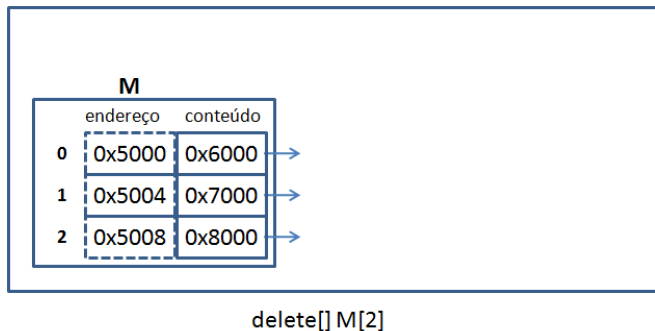 M
endereço conteúdo
0 0x5000 0x6000
1 0x5004 0x7000
2 0x5008 0x8000
delete[] M[2]